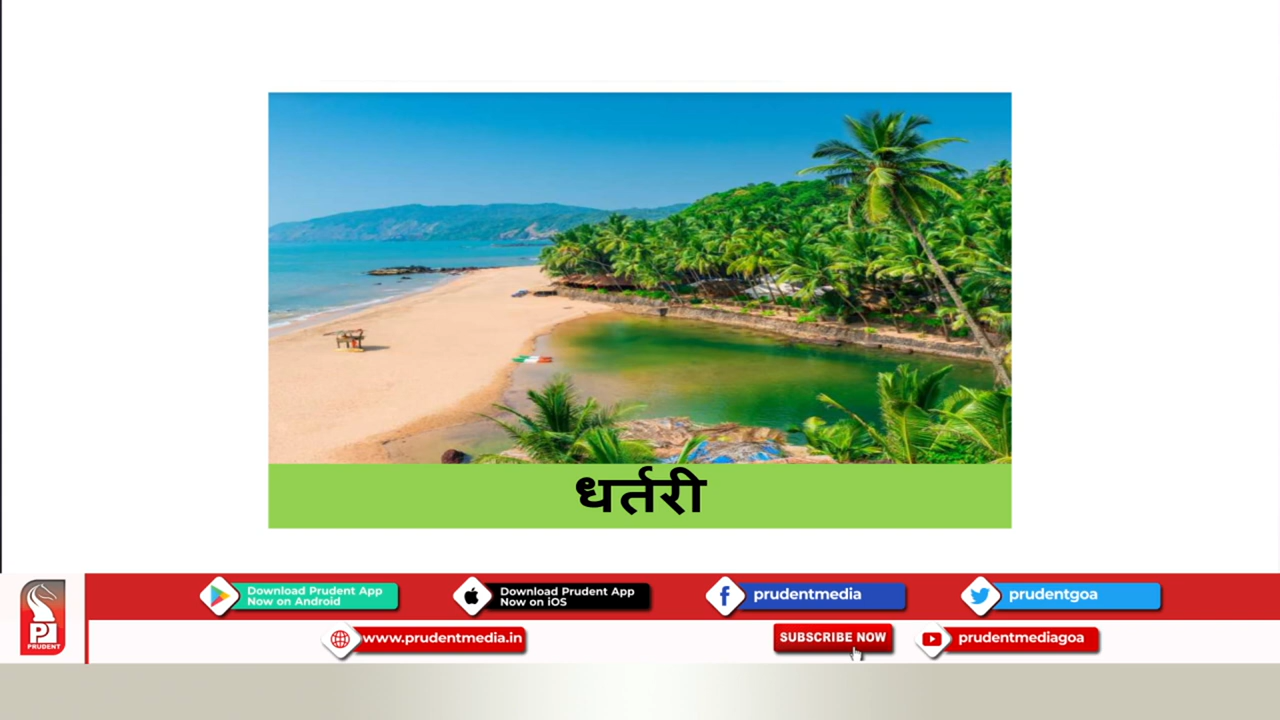 धर्तरी
Download Prudent App
Now on Android
Download Prudent App
Now on iOS
prudentmedia
prudentgoa
PI
PRUDENT
www.prudentmedia.in
SUBSCRIBE NOW
prudentmediagoa